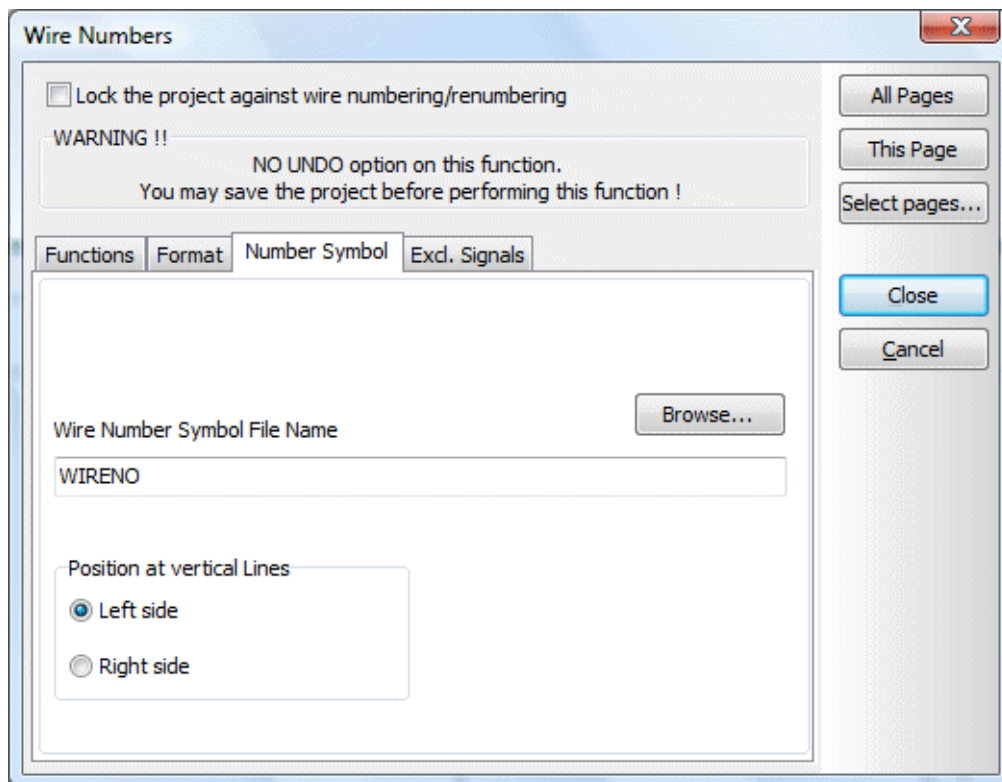 Wire Numbers
Lock the project against wire numbering/renumbering
WARNING !!
NO UNDO option on this function.
You may save the project before performing this function !
All Pages
This Page
Select pages...
Close
Cancel
Functions
Format
Number Symbol
Excl. Signals
Browse...
Wire Number Symbol File Name
WIRENO
Position at vertical Lines
Left side
Right side